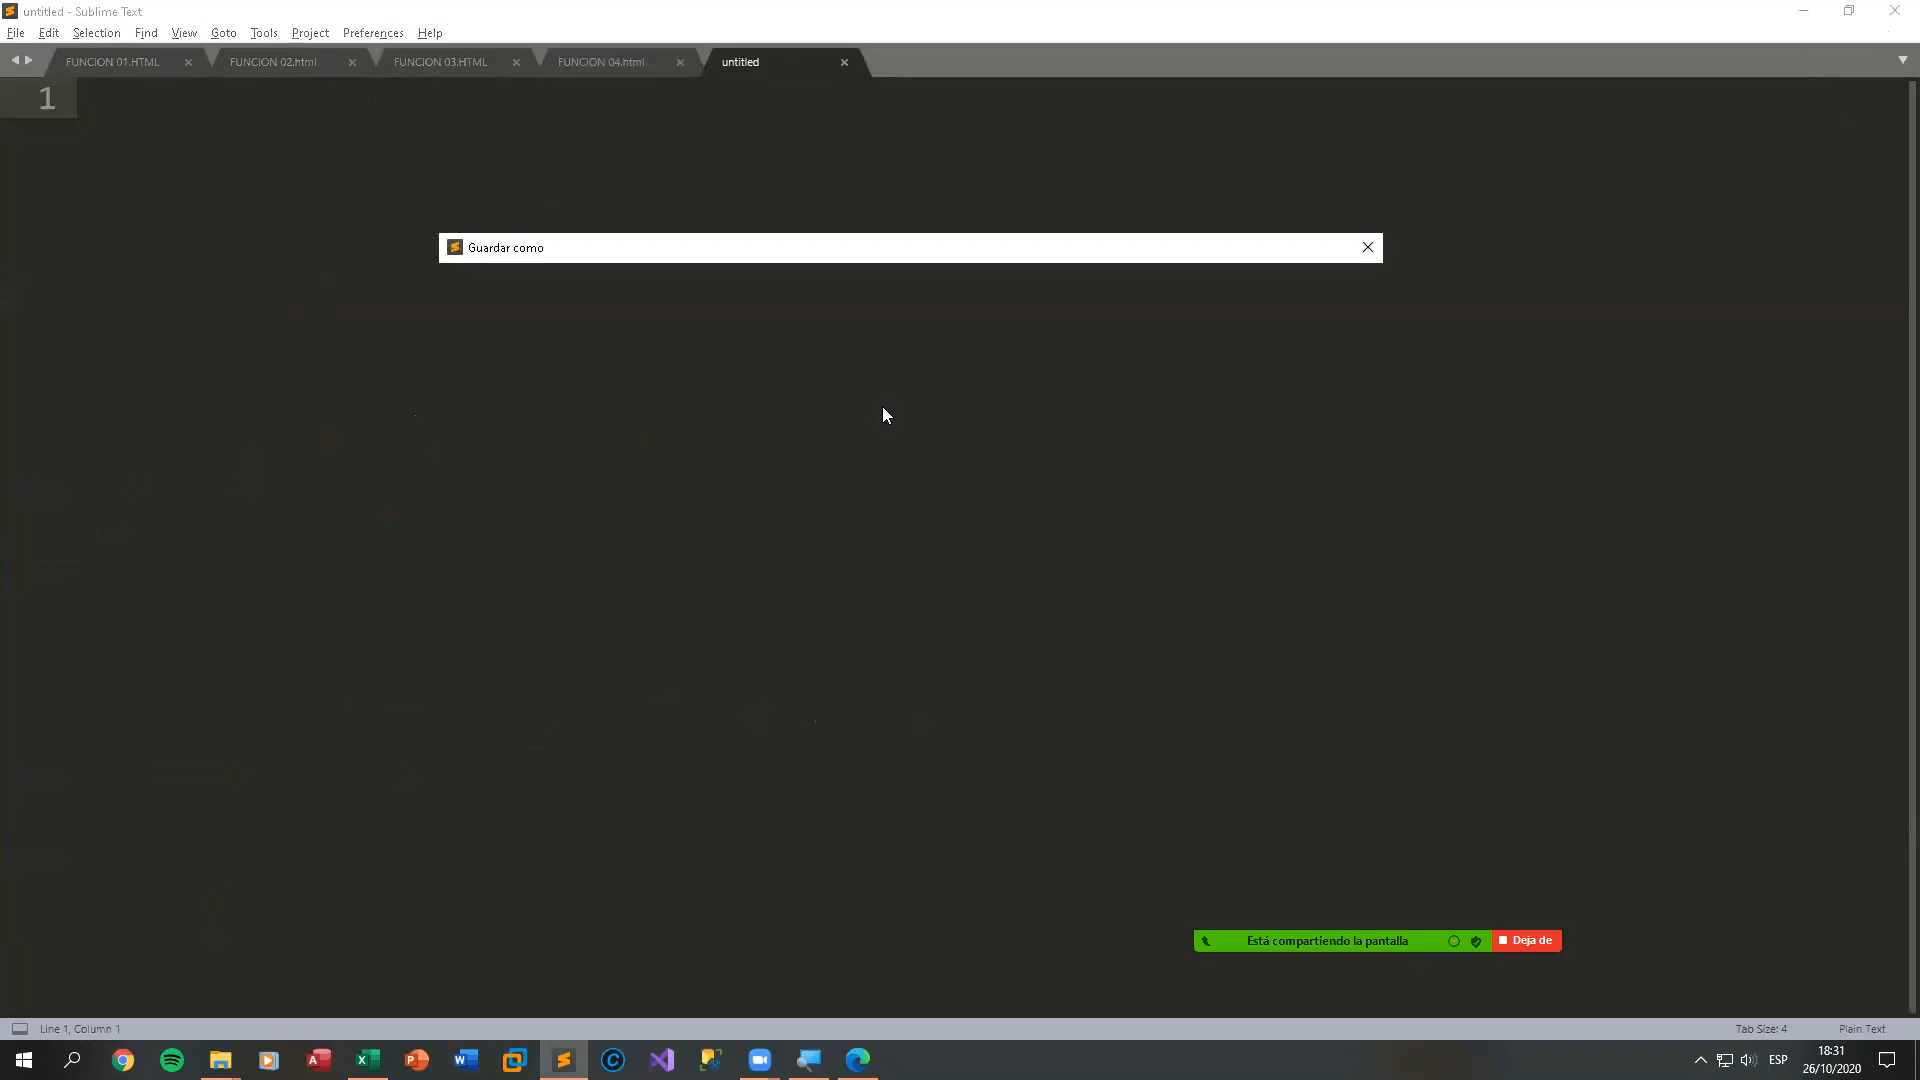 untitled - Sublime Text
File Edit Selection Find View Goto Tools Project Preferences Help
FUNCION 01.HTML FUNCION 02.html FUNCION 03.HTML FUNCION 04.html untitled
1
Guardar como
Está compartiendo la pantalla Deja de
Line 1, Column 1 Tab Size: 4 Plain Text
ESP 18:31
26/10/2020